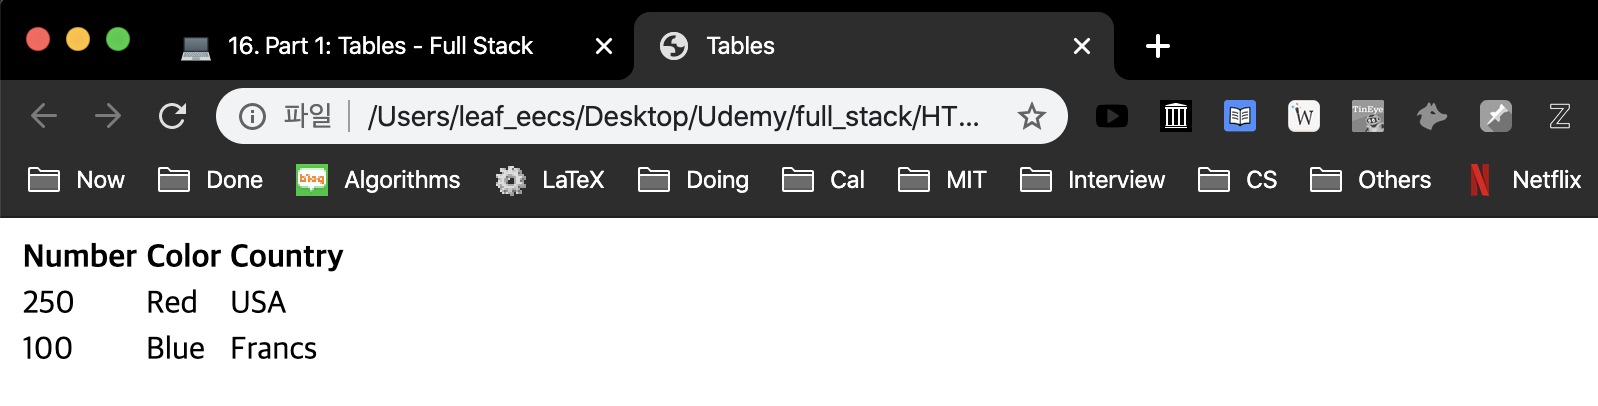 16. Part 1: Tables - Full Stack
Tables
파일 /Users/leaf_eecs/Desktop/Udemy/full_stack/HT...
W TinEye Z
Now Done blog Algorithms LaTeX Doing Cal MIT Interview CS Others N Netflix
Number Color Country
250 Red USA
100 Blue Francs